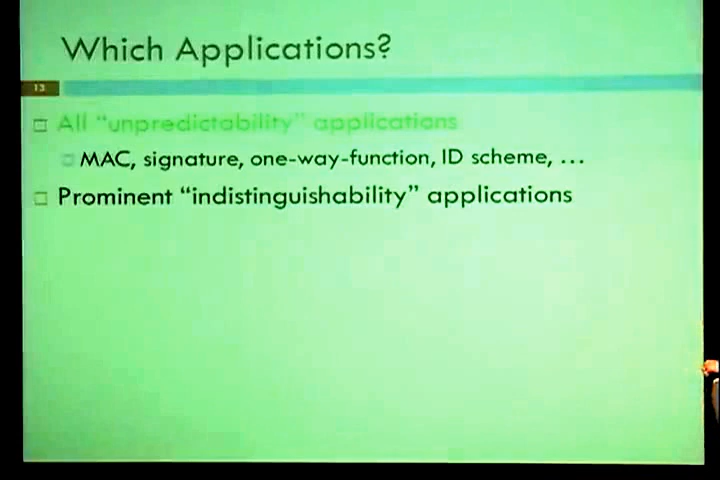 Which Applications?
13
All “unpredictability” applications
MAC, signature, one-way-function, ID scheme, …
Prominent “indistinguishability” applications